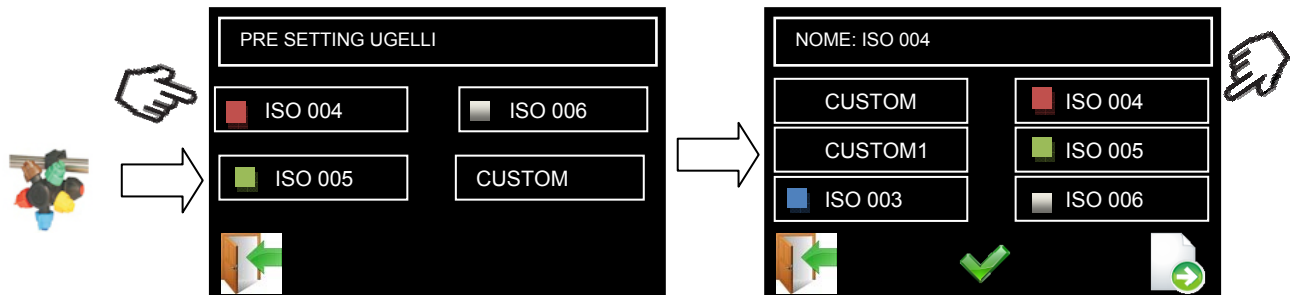 PRE SETTING UGELLI
ISO 004
ISO 006
ISO 005
CUSTOM
NOME: ISO 004
CUSTOM
ISO 004
CUSTOM1
ISO 005
ISO 003
ISO 006